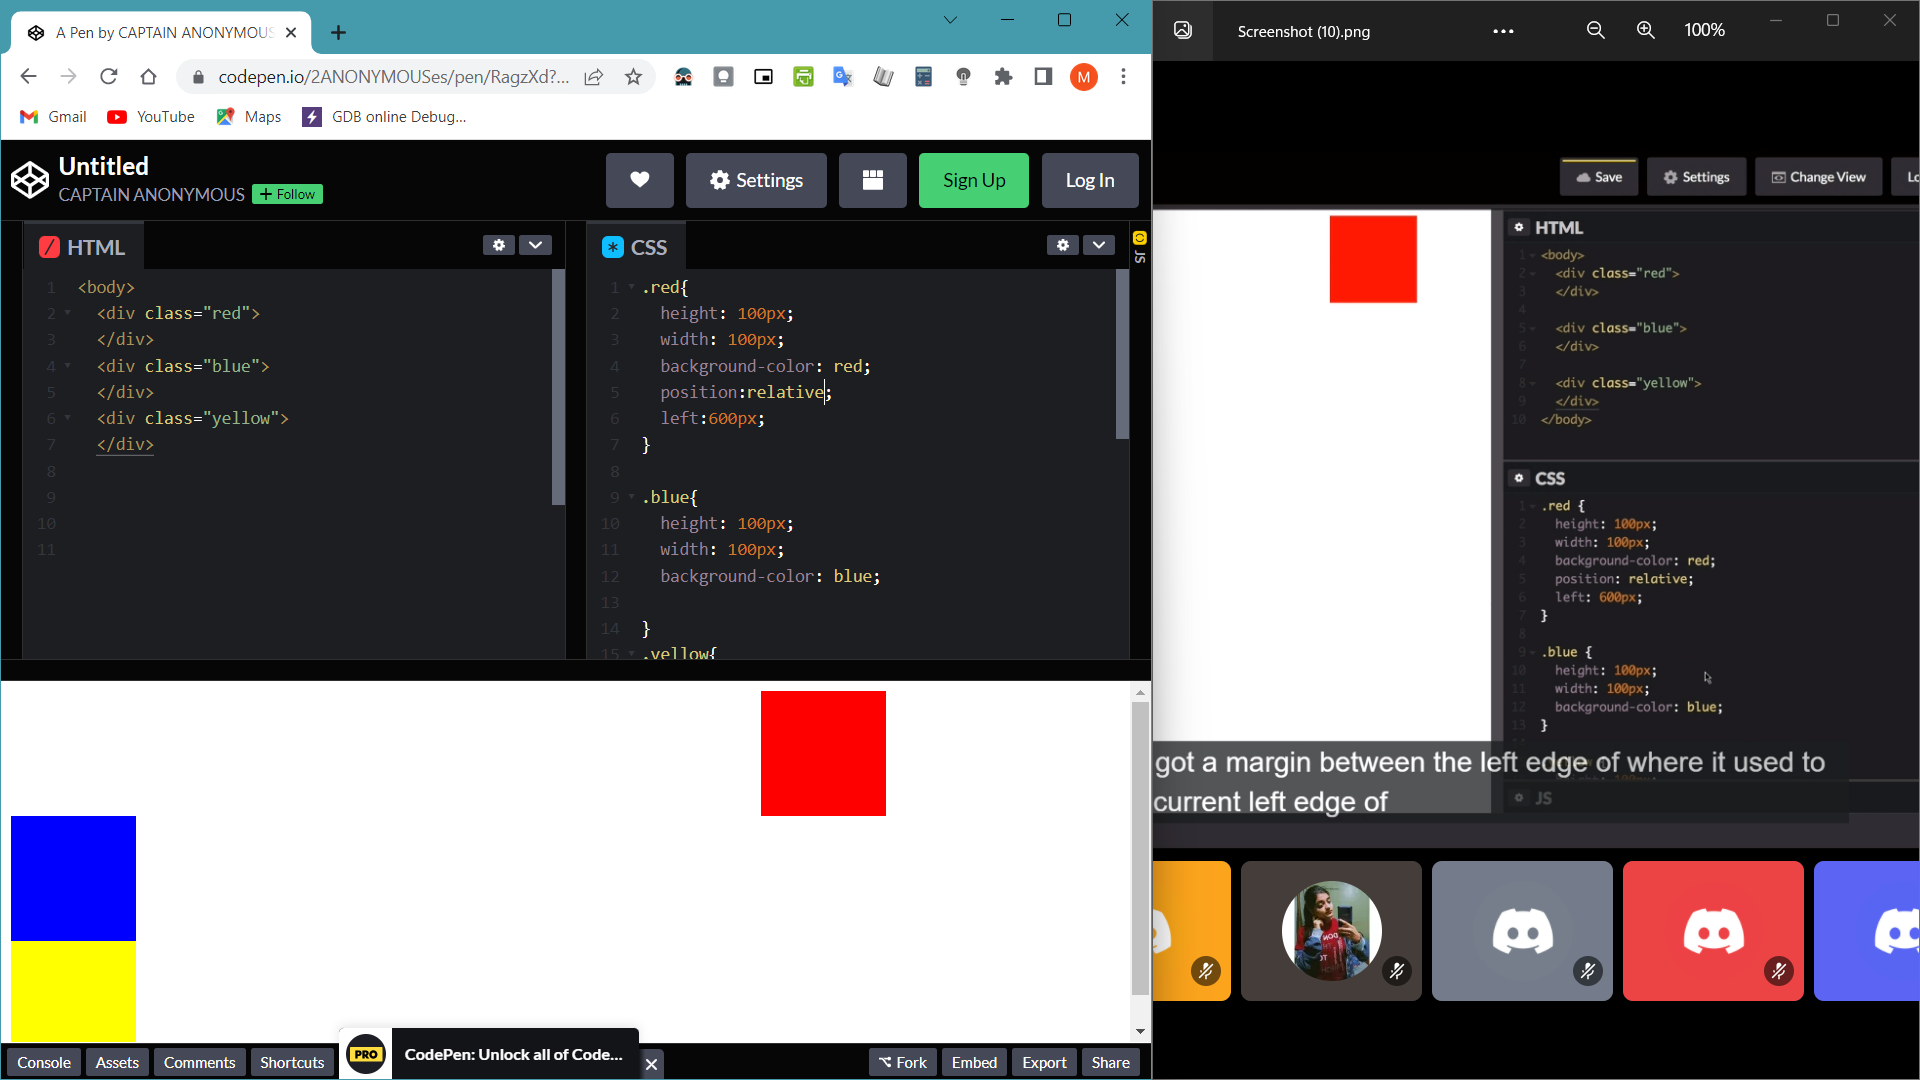 A Pen by CAPTAIN ANONYMOUS
codepen.io/2ANONYMOUSes/pen/RagzXd?...
M
Gmail YouTube Maps GDB online Debug...
Untitled
CAPTAIN ANONYMOUS + Follow
Settings Sign Up Log In
HTML
1 <body>
2 <div class="red">
3 </div>
4 <div class="blue">
5 </div>
6 <div class="yellow">
7 </div>
8
9
10
11
CSS
JS
1 .red{
2 height: 100px;
3 width: 100px;
4 background-color: red;
5 position:relative;
6 left:600px;
7 }
8
9 .blue{
10 height: 100px;
11 width: 100px;
12 background-color: blue;
13
14 }
15 .yellow{
PRO CodePen: Unlock all of Code...
Console Assets Comments Shortcuts
Fork Embed Export Share
Screenshot (10).png 100%
Save Settings Change View
HTML
1 <body>
2 <div class="red">
3 </div>
4
5 <div class="blue">
6 </div>
7
8 <div class="yellow">
9 </div>
10 </body>
CSS
1 .red {
2 height: 100px;
3 width: 100px;
4 background-color: red;
5 position: relative;
6 left: 600px;
7 }
8
9 .blue {
10 height: 100px;
11 width: 100px;
12 background-color: blue;
13 }
got a margin between the left edge of where it used to
current left edge of
JS